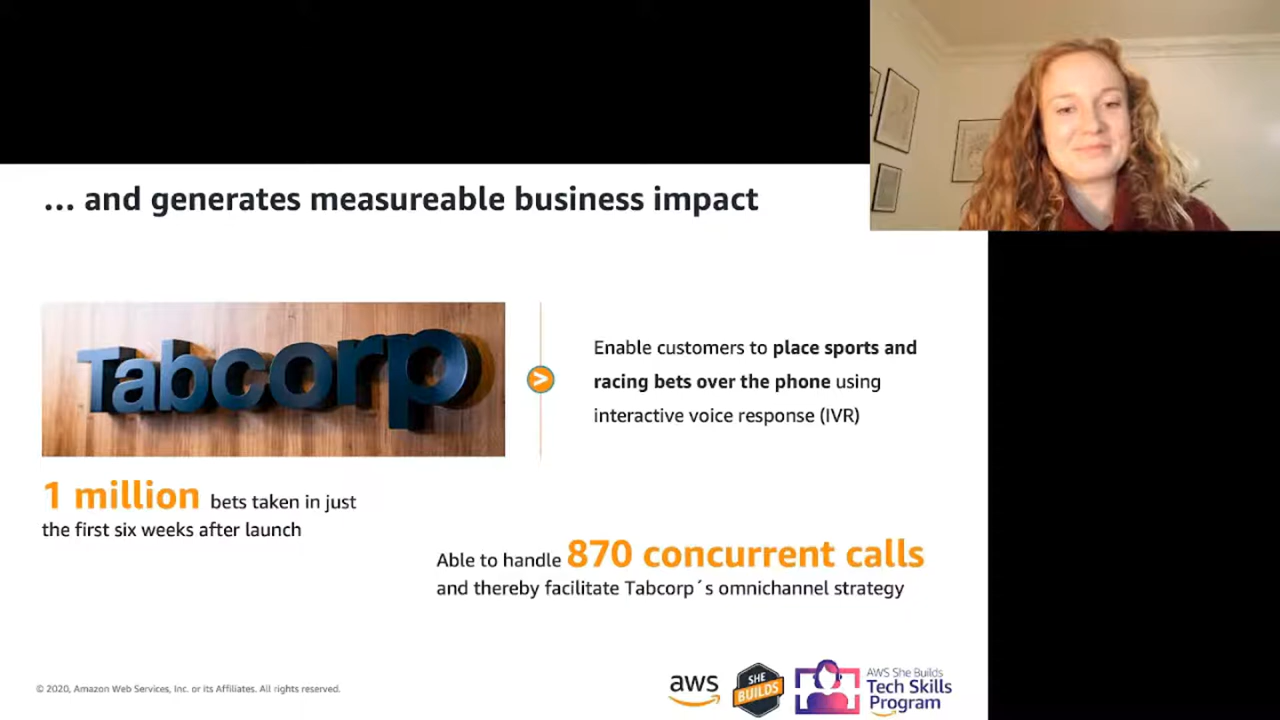 ... and generates measureable business impact
Tabcorp
>
Enable customers to place sports and
racing bets over the phone using
interactive voice response (IVR)
1 million bets taken in just
the first six weeks after launch
Able to handle 870 concurrent calls
and thereby facilitate Tabcorp´s omnichannel strategy
© 2020, Amazon Web Services, Inc. or its Affiliates. All rights reserved.
aws
SHE
BUILDS
AWS She Builds
Tech Skills
Program